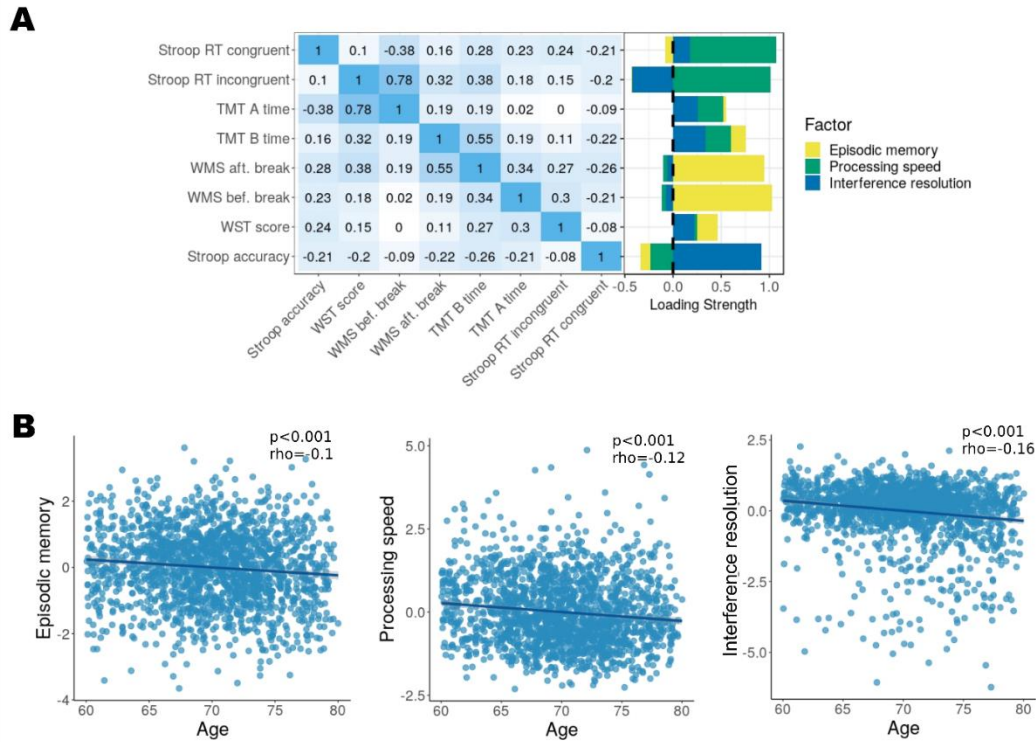 A
Stroop RT congruent 1 0.1 -0.38 0.16 0.28 0.23 0.24 -0.21
Stroop RT incongruent 0.1 1 0.78 0.32 0.38 0.18 0.15 -0.2
TMT A time -0.38 0.78 1 0.19 0.19 0.02 0 -0.09
TMT B time 0.16 0.32 0.19 1 0.55 0.19 0.11 -0.22
WMS aft. break 0.28 0.38 0.19 0.55 1 0.34 0.27 -0.26
WMS bef. break 0.23 0.18 0.02 0.19 0.34 1 0.3 -0.21
WST score 0.24 0.15 0 0.11 0.27 0.3 1 -0.08
Stroop accuracy -0.21 -0.2 -0.09 -0.22 -0.26 -0.21 -0.08 1
Stroop accuracy
WST score
WMS bef. break
WMS aft. break
TMT B time
TMT A time
Stroop RT incongruent
Stroop RT congruent
-0.5 0.0 0.5 1.0
Loading Strength
Factor
Episodic memory
Processing speed
Interference resolution
B
p<0.001
rho=-0.1
Episodic memory
2
0
-2
-4
60 65 70 75 80
Age
p<0.001
rho=-0.12
Processing speed
5.0
2.5
0.0
-2.5
60 65 70 75 80
Age
p<0.001
rho=-0.16
Interference resolution
2.5
0.0
-2.5
-5.0
60 65 70 75 80
Age